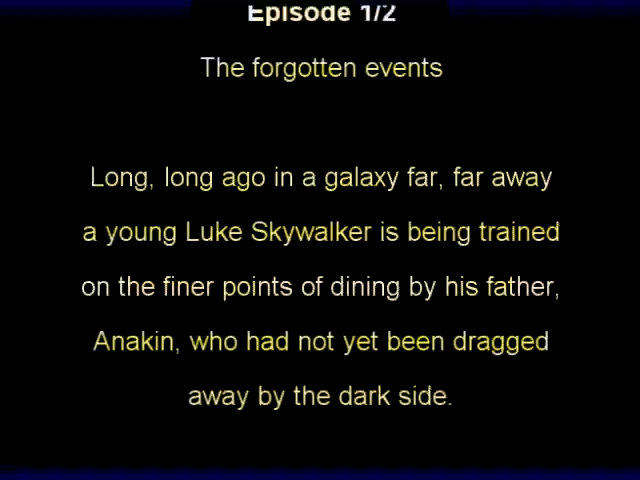 Episode 1/2
The forgotten events
Long, long ago in a galaxy far, far away
a young Luke Skywalker is being trained
on the finer points of dining by his father,
Anakin, who had not yet been dragged
away by the dark side.